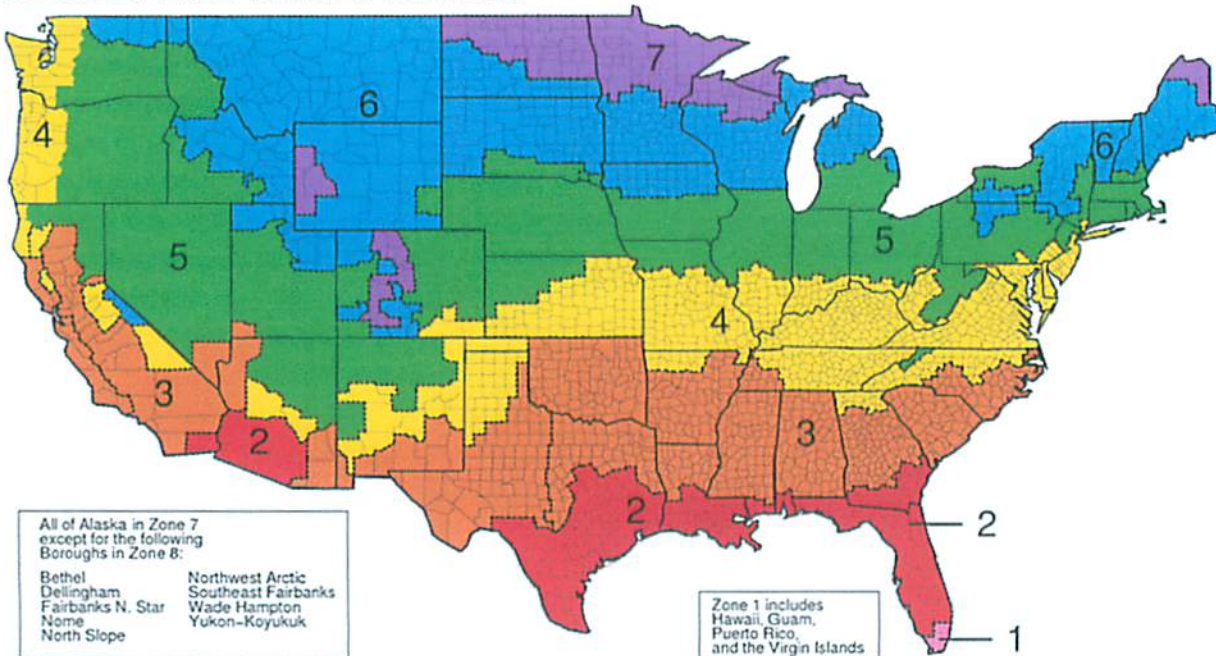 7
6
4
6
5
5
4
3
3
2
2
2
1
All of Alaska in Zone 7
except for the following
Boroughs in Zone 8:
Bethel Northwest Arctic
Dellingham Southeast Fairbanks
Fairbanks N. Star Wade Hampton
Nome Yukon-Koyukuk
North Slope
Zone 1 includes
Hawaii, Guam,
Puerto Rico,
and the Virgin Islands